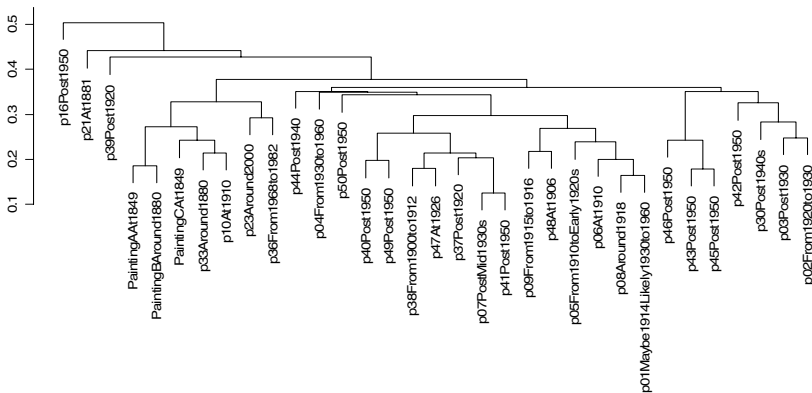 0.5
0.4
0.3
0.2
0.1
p16Post1950
p21At1881
p39Post1920
PaintingAAt1849
PaintingBAround1880
PaintingCAt1849
p33Around1880
p10At1910
p23Around2000
p36From1968to1982
p44Post1940
p04From1930to1960
p50Post1950
p40Post1950
p49Post1950
p38From1900to1912
p47At1926
p37Post1920
p07PostMid1930s
p41Post1950
p09From1915to1916
p48At1906
p05From1910toEarly1920s
p06At1910
p08Around1918
p01Maybe1914Likely1930to1960
p46Post1950
p43Post1950
p45Post1950
p42Post1950
p30Post1940s
p03Post1930
p02From1920to1930